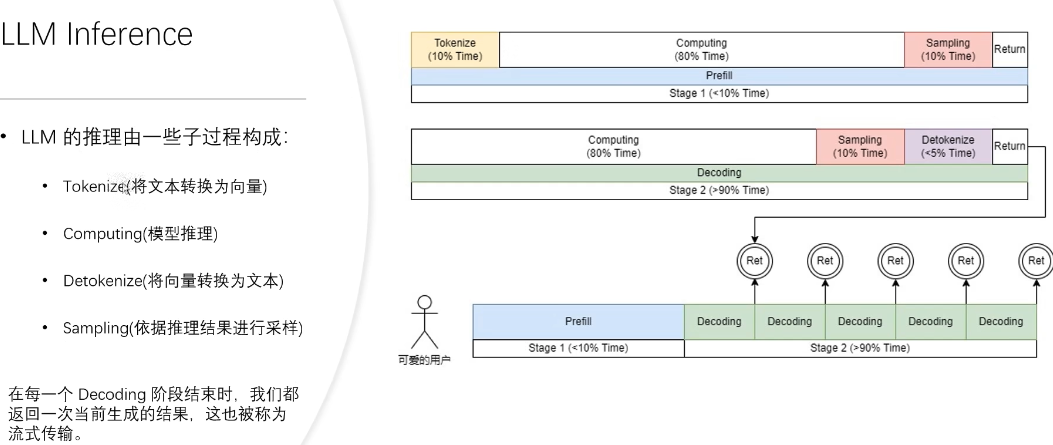 LLM Inference
• LLM 的推理由一些子过程构成：
• Tokenize(将文本转换为向量)
• Computing(模型推理)
• Detokenize(将向量转换为文本)
• Sampling(依据推理结果进行采样)
在每一个 Decoding 阶段结束时，我们都
返回一次当前生成的结果，这也被称为
流式传输。
Tokenize
(10% Time)
Computing
(80% Time)
Sampling
(10% Time)
Return
Prefill
Stage 1 (<10% Time)
Computing
(80% Time)
Sampling
(10% Time)
Detokenize
(<5% Time)
Return
Decoding
Stage 2 (>90% Time)
Ret
Ret
Ret
Ret
Ret
Prefill
Decoding
Decoding
Decoding
Decoding
Decoding
Stage 1 (<10% Time)
Stage 2 (>90% Time)
可爱的用户